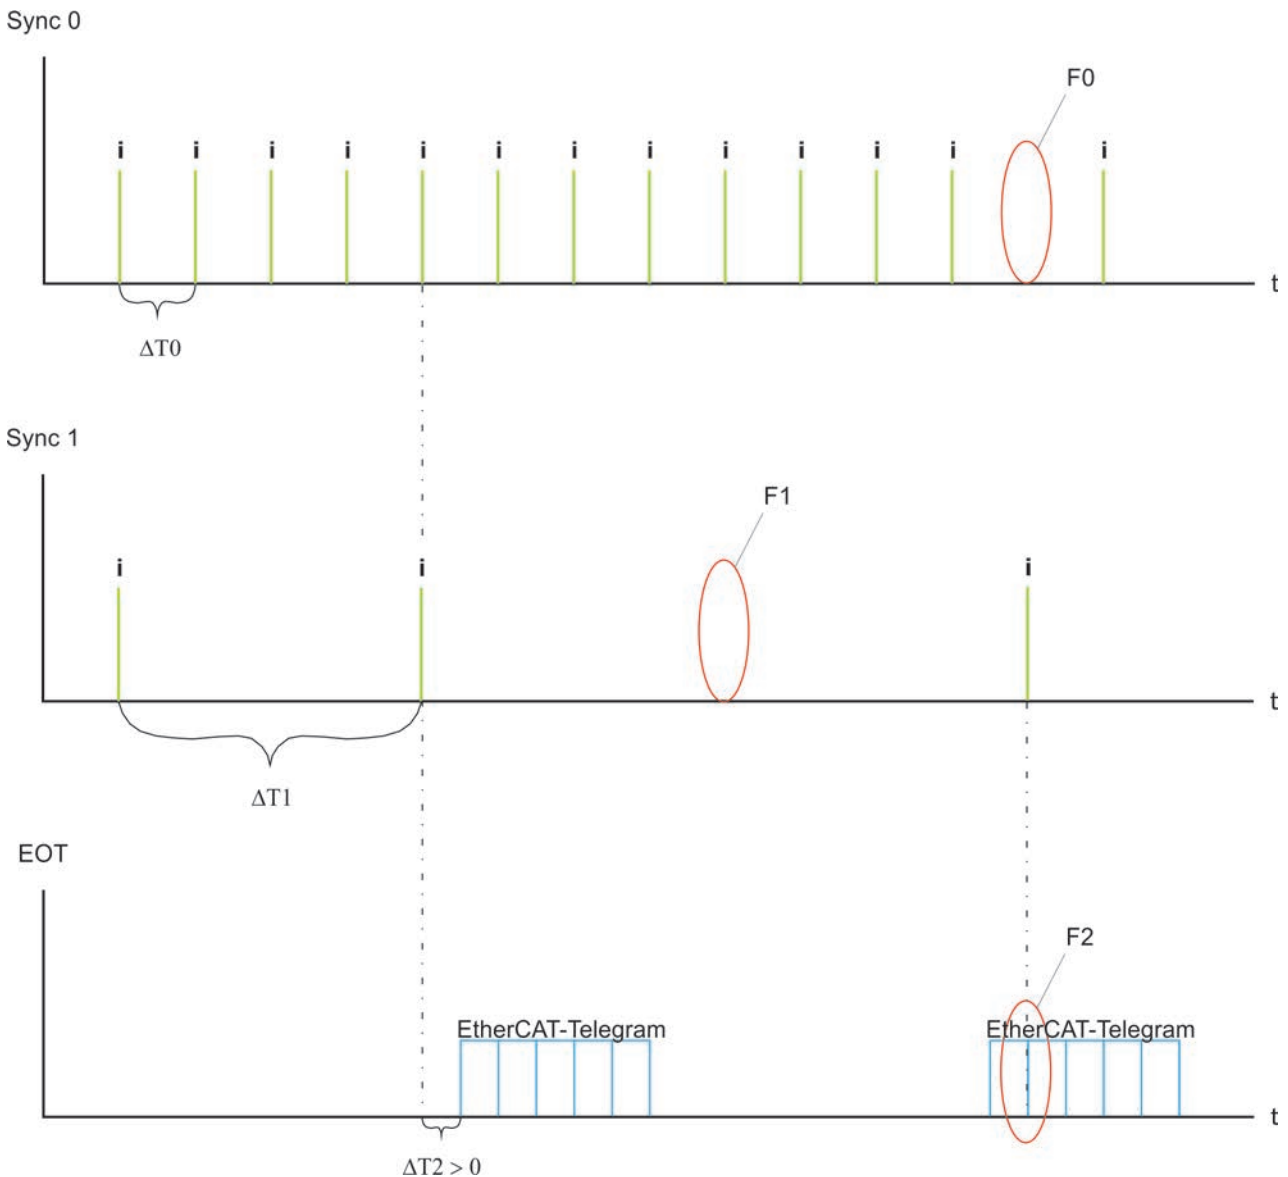 Sync 0
F0
i i i i i i i i i i i i i
t
ΔT0
Sync 1
F1
i i i
t
ΔT1
EOT
F2
EtherCAT-Telegram EtherCAT-Telegram
t
ΔT2 > 0